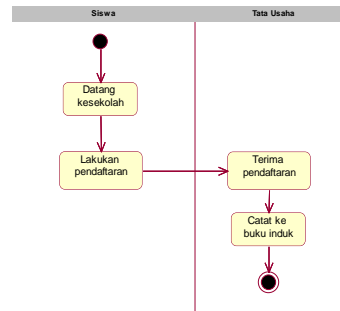 Siswa
Tata Usaha
Datang
kesekolah
Lakukan
pendaftaran
Terima
pendaftaran
Catat ke
buku induk